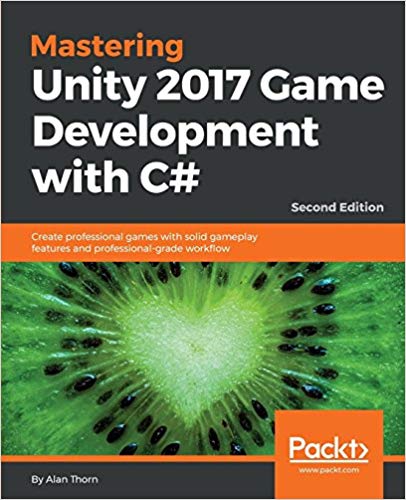 Mastering
Unity 2017 Game
Development
with C#
Second Edition
Create professional games with solid gameplay
features and professional-grade workflow
By Alan Thorn
Packt>
www.packt.com